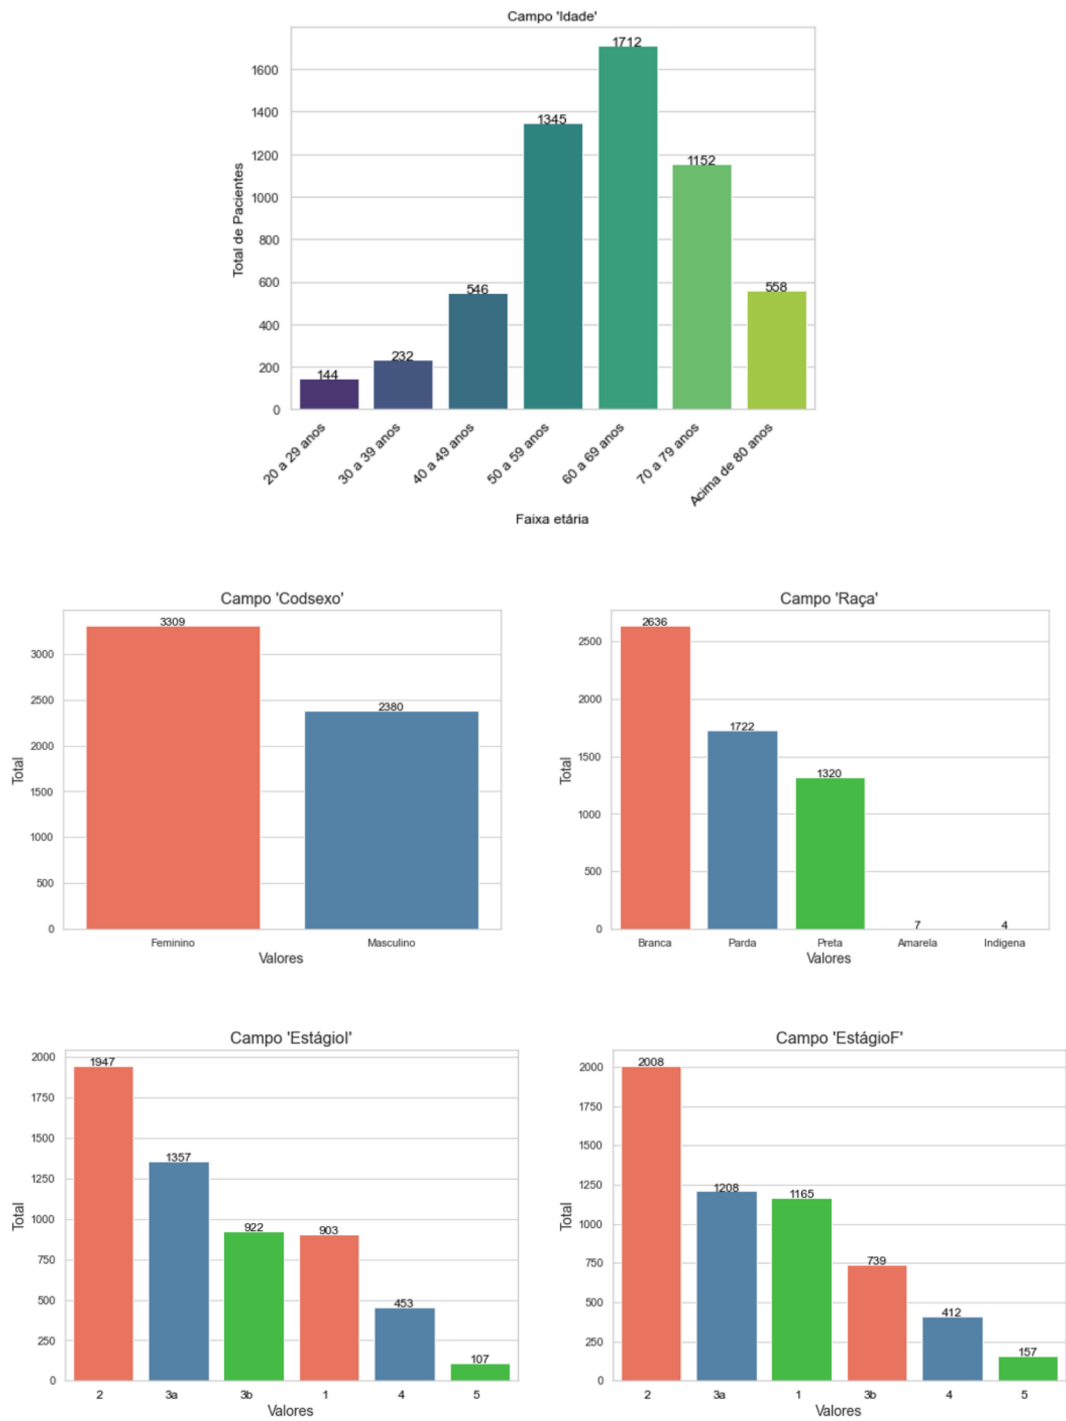 Campo 'Idade'
Total de Pacientes
1600
1400
1200
1000
800
600
400
200
0
144
232
546
1345
1712
1152
558
20 a 29 anos
30 a 39 anos
40 a 49 anos
50 a 59 anos
60 a 69 anos
70 a 79 anos
Acima de 80 anos
Faixa etária
Campo 'Codsexo'
Total
3000
2500
2000
1500
1000
500
0
3309
2380
Feminino
Masculino
Valores
Campo 'Raça'
Total
2500
2000
1500
1000
500
0
2636
1722
1320
7
4
Branca
Parda
Preta
Amarela
Indigena
Valores
Campo 'EstágioI'
Total
2000
1750
1500
1250
1000
750
500
250
0
1947
1357
922
903
453
107
2
3a
3b
1
4
5
Valores
Campo 'EstágioF'
Total
2000
1750
1500
1250
1000
750
500
250
0
2008
1208
1165
739
412
157
2
3a
1
3b
4
5
Valores